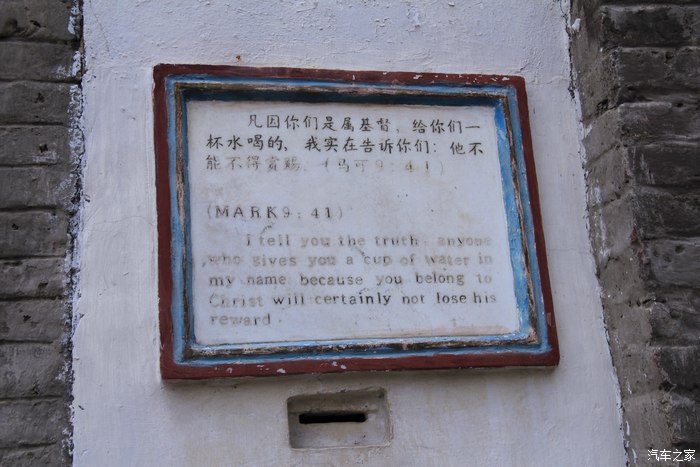 凡因你们是属基督，给你们一
杯水喝的，我实在告诉你们：他不
能不得赏赐.（马可9:41）
(MARK9:41)
I tell you the truth anyone
who gives you a cup of water in
my name because you belong to
Christ will certainly not lose his
reward
汽车之家